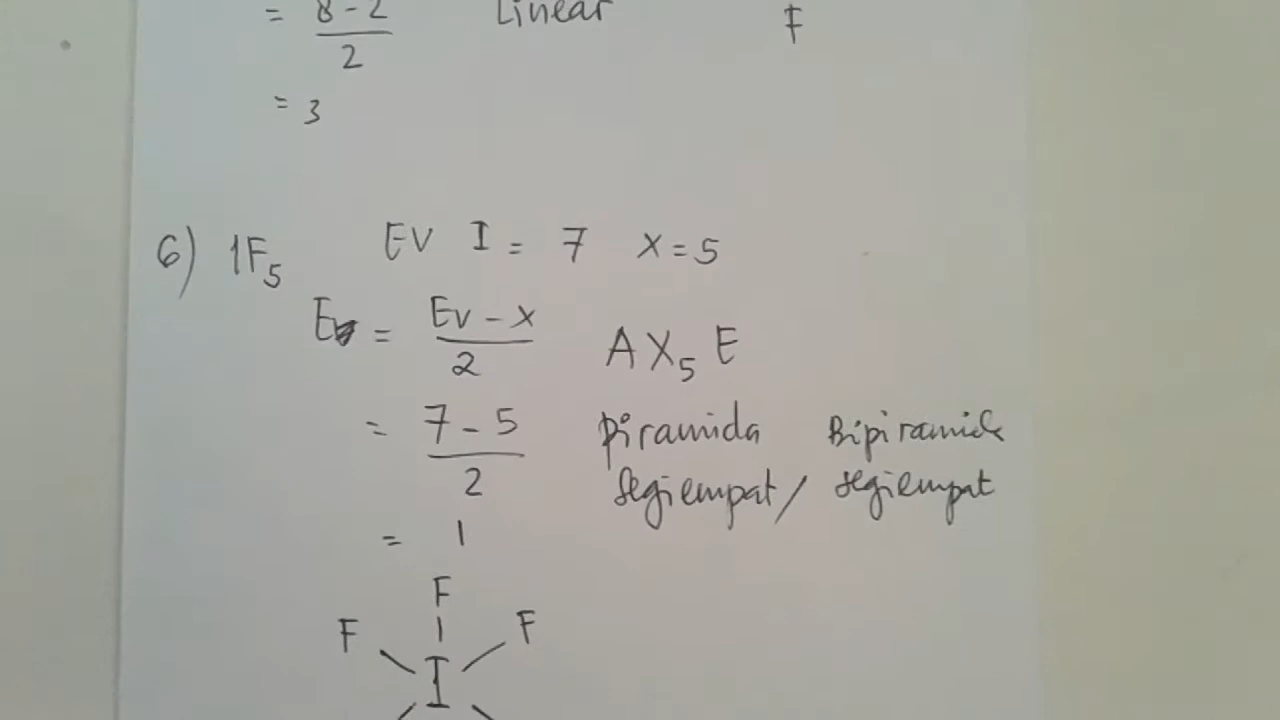 = 8 - 2 Linear F
2
= 3
6) IF5 EV I = 7 X = 5
E = EV - X AX5E
2
= 7 - 5 piramida Bipiramida
2 segiempat / segiempat
= 1
F
F F
I